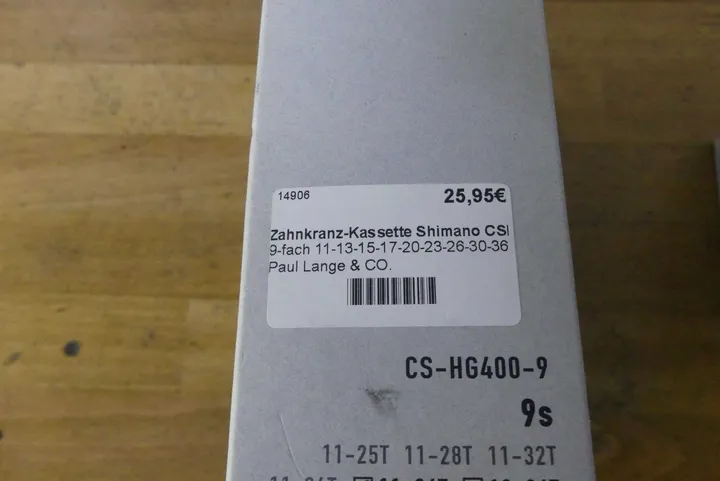 14906 25,95€
Zahnkranz-Kassette Shimano CS
9-fach 11-13-15-17-20-23-26-30-36
Paul Lange & CO.
CS-HG400-9
9s
11-25T 11-28T 11-32T